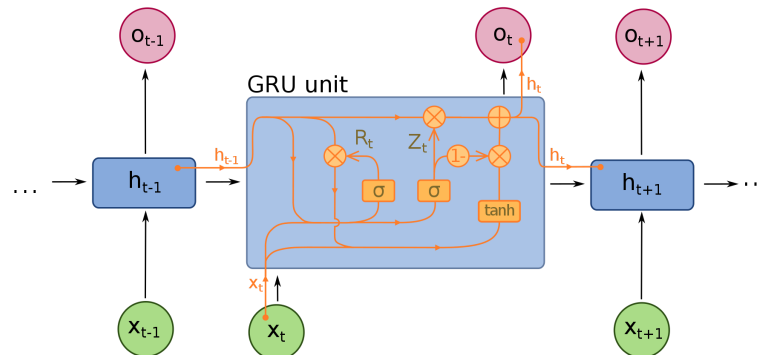 o_{t-1}
o_t
o_{t+1}
GRU unit
h_t
R_t
Z_t
1-
h_{t-1}
h_t
... h_{t-1}
σ
σ
h_{t+1} ..
tanh
x_t
x_{t-1}
x_t
x_{t+1}